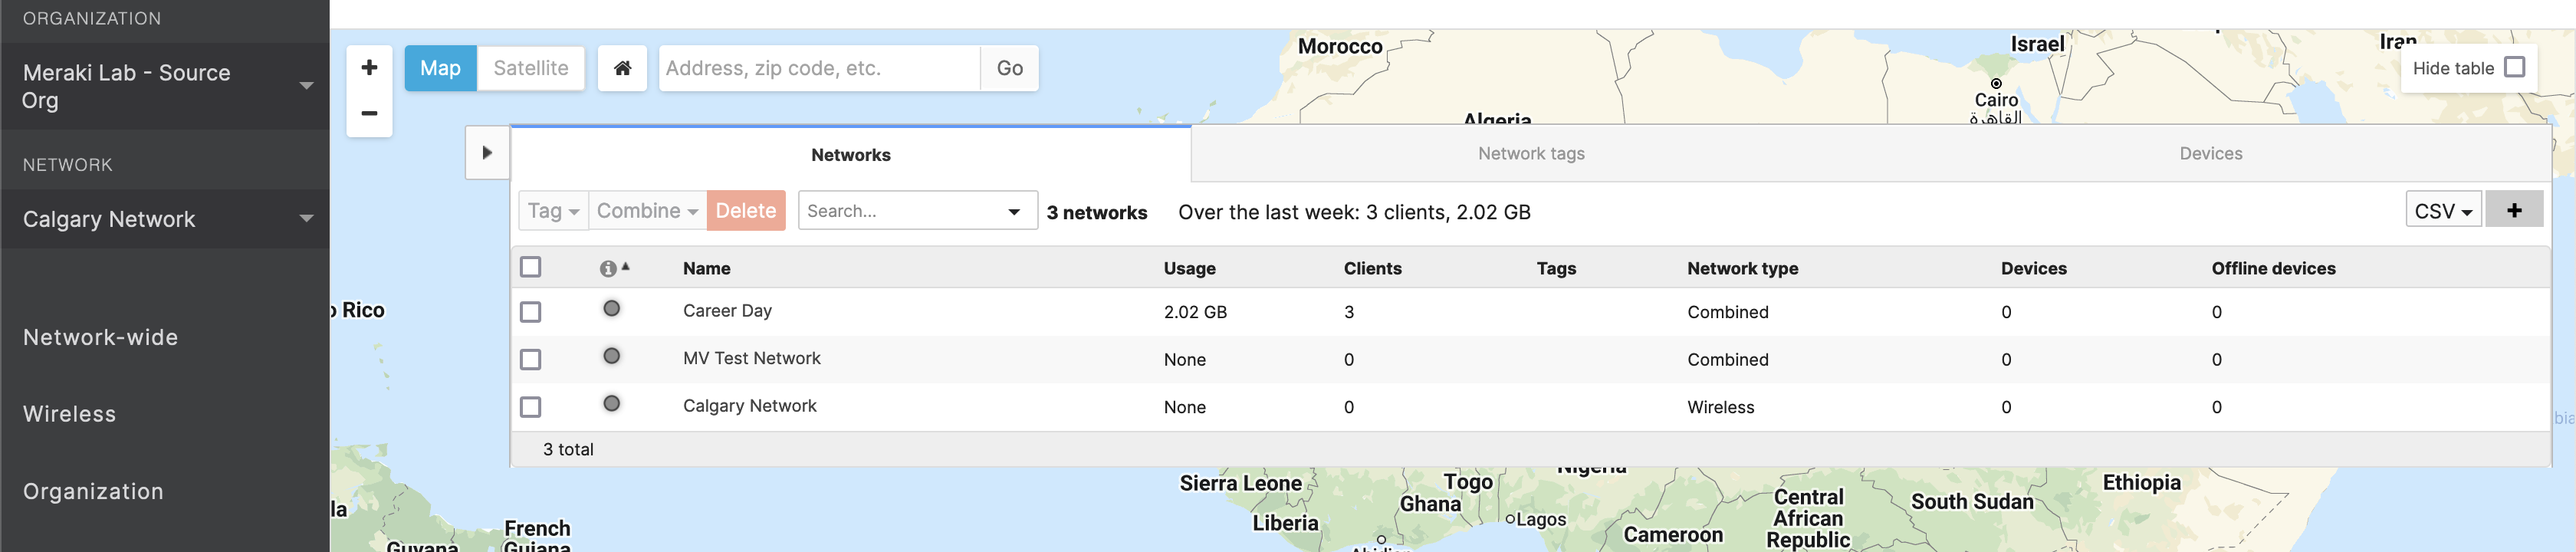 ORGANIZATION
Meraki Lab - Source
Org
NETWORK
Calgary Network
Network-wide
Wireless
Organization
+
−
Map
Satellite
Address, zip code, etc.
Go
Hide table
Networks
Network tags
Devices
Tag
Combine
Delete
Search...
3 networks
Over the last week: 3 clients, 2.02 GB
CSV
+
Name Usage Clients Tags Network type Devices Offline devices
Career Day 2.02 GB 3 Combined 0 0
MV Test Network None 0 Combined 0 0
Calgary Network None 0 Wireless 0 0
3 total
Morocco
Algeria
Israel
Iran
Cairo
القاهرة
Rico
Sierra Leone
Liberia
Togo
Ghana
Nigeria
Lagos
Cameroon
Central
African
Republic
South Sudan
Ethiopia
French
Guiana
Guyana